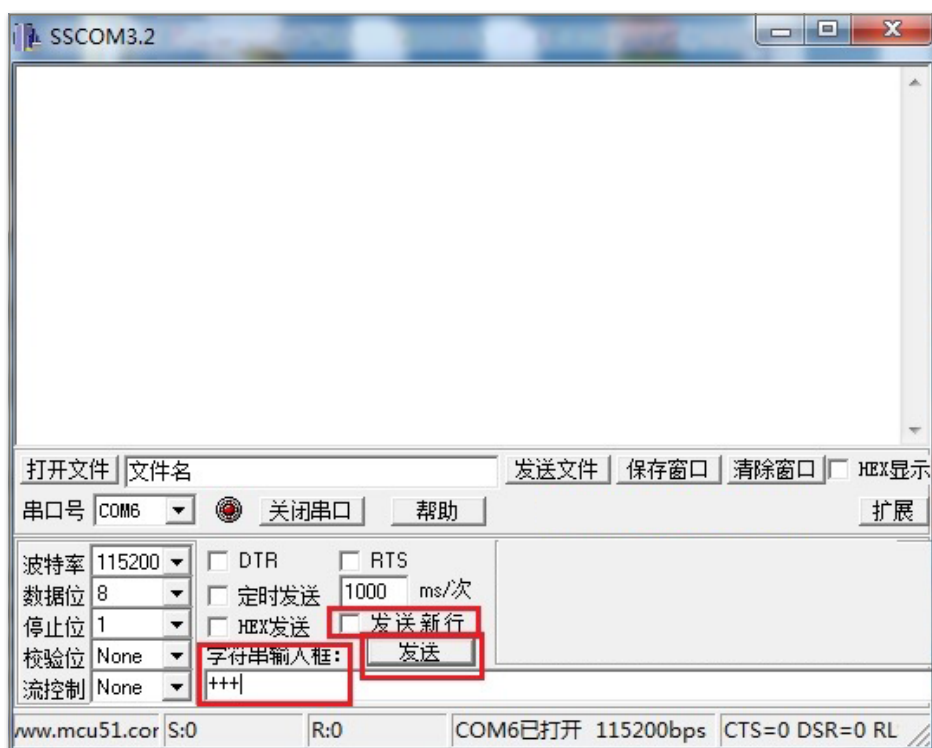 SSCOM3.2
打开文件 文件名 发送文件 保存窗口 清除窗口 HEX显示
串口号 COM6 关闭串口 帮助 扩展
波特率 115200 DTR RTS
数据位 8 定时发送 1000 ms/次
停止位 1 HEX发送 发送新行
校验位 None 字符串输入框: 发送
流控制 None +++
www.mcu51.cor S:0 R:0 COM6已打开 115200bps CTS=0 DSR=0 RL